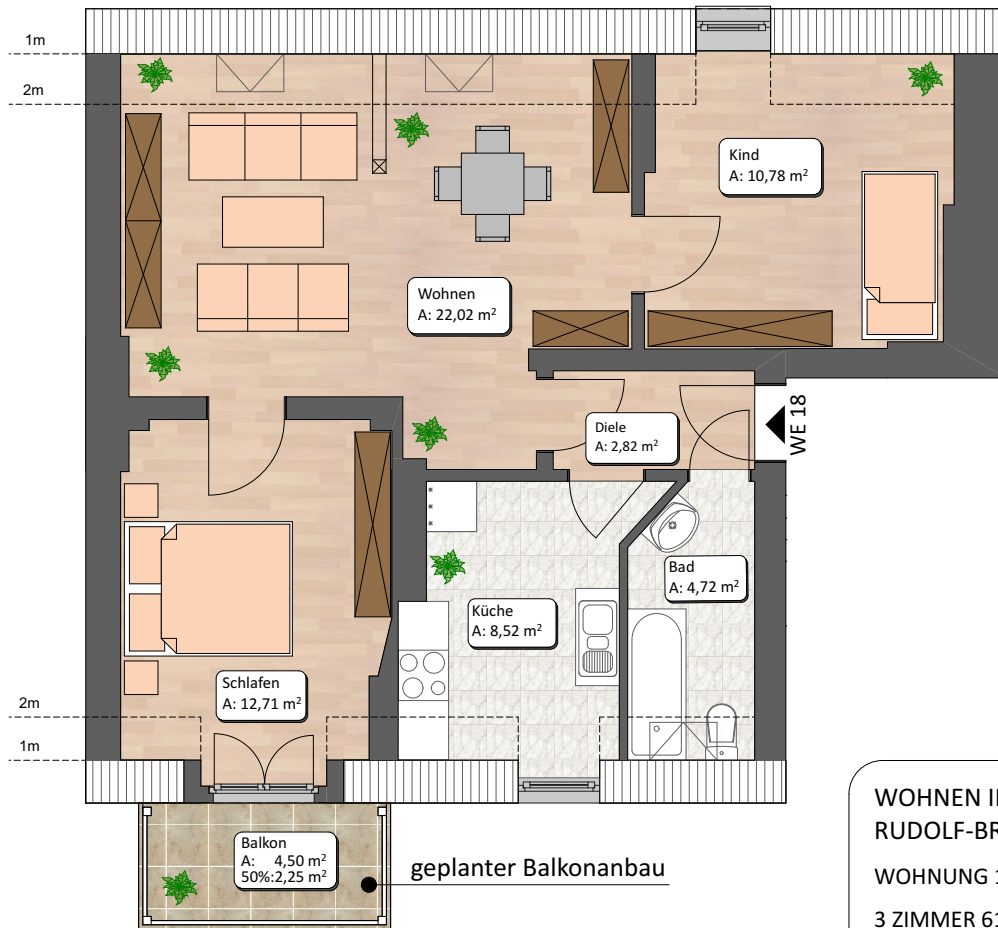 1m
2m
Kind
A: 10,78 m²
Wohnen
A: 22,02 m²
Diele
A: 2,82 m²
WE 18
Bad
A: 4,72 m²
Küche
A: 8,52 m²
Schlafen
A: 12,71 m²
2m
1m
Balkon
A: 4,50 m²
50%:2,25 m²
geplanter Balkonanbau
WOHNEN
RUDOLF-BR
WOHNUNG 1
3 ZIMMER 61